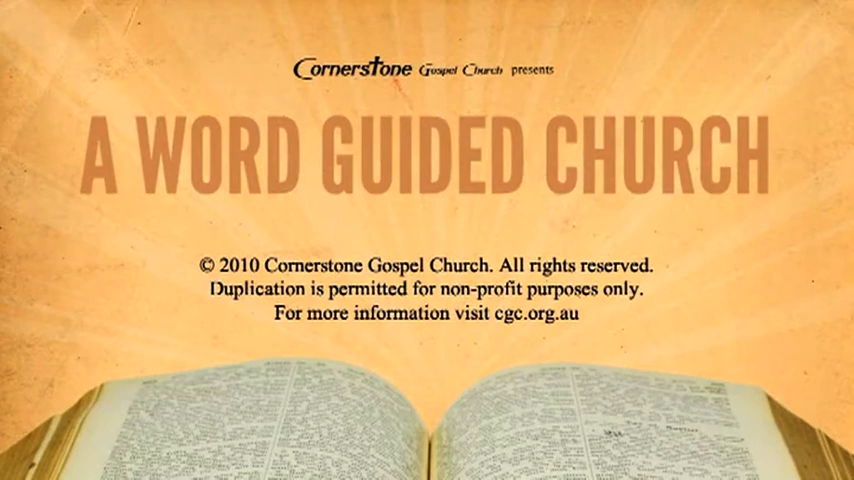 Cornerstone Gospel Church presents
A WORD GUIDED CHURCH
© 2010 Cornerstone Gospel Church. All rights reserved.
Duplication is permitted for non-profit purposes only.
For more information visit cgc.org.au